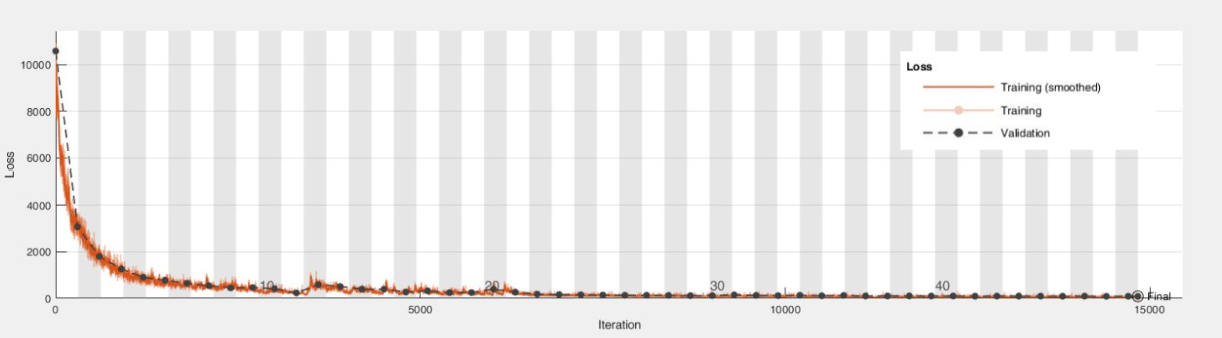 10000
8000
6000
4000
2000
0
Loss
Loss
Training (smoothed)
Training
Validation
10
20
30
40
Final
0
5000
10000
15000
Iteration